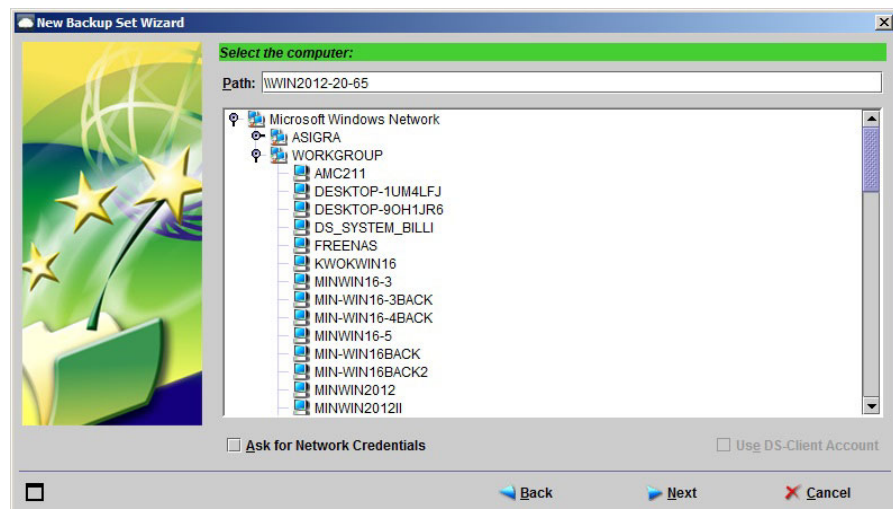 New Backup Set Wizard
Select the computer:
Path: \\WIN2012-20-65
Microsoft Windows Network
ASIGRA
WORKGROUP
AMC211
DESKTOP-1UM4LFJ
DESKTOP-9OH1JR6
DS_SYSTEM_BILLI
FREENAS
KWOKWIN16
MINWIN16-3
MIN-WIN16-3BACK
MIN-WIN16-4BACK
MINWIN16-5
MIN-WIN16BACK
MIN-WIN16BACK2
MINWIN2012
MINWIN2012II
Ask for Network Credentials Use DS-Client Account
Back Next Cancel